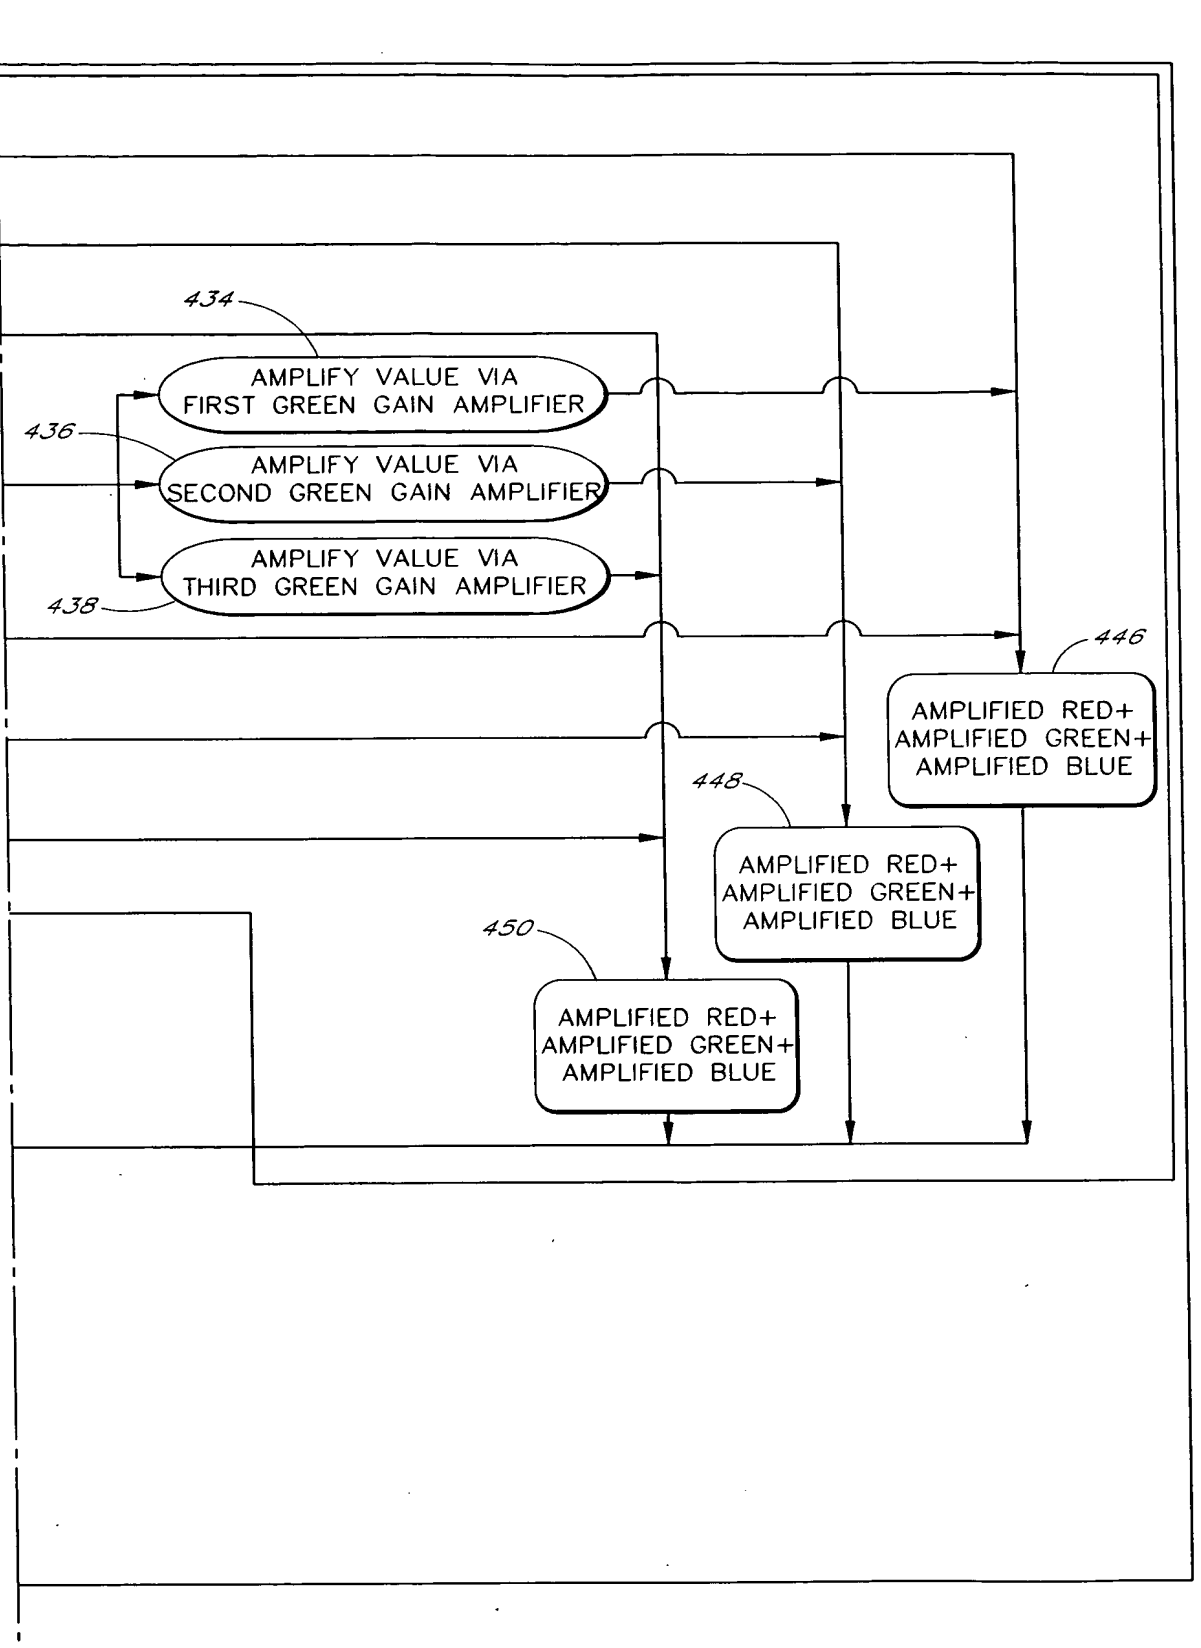 434
AMPLIFY VALUE VIA
FIRST GREEN GAIN AMPLIFIER
436
AMPLIFY VALUE VIA
SECOND GREEN GAIN AMPLIFIER
AMPLIFY VALUE VIA
THIRD GREEN GAIN AMPLIFIER
438
446
AMPLIFIED RED+
AMPLIFIED GREEN+
AMPLIFIED BLUE
448
AMPLIFIED RED+
AMPLIFIED GREEN+
AMPLIFIED BLUE
450
AMPLIFIED RED+
AMPLIFIED GREEN+
AMPLIFIED BLUE